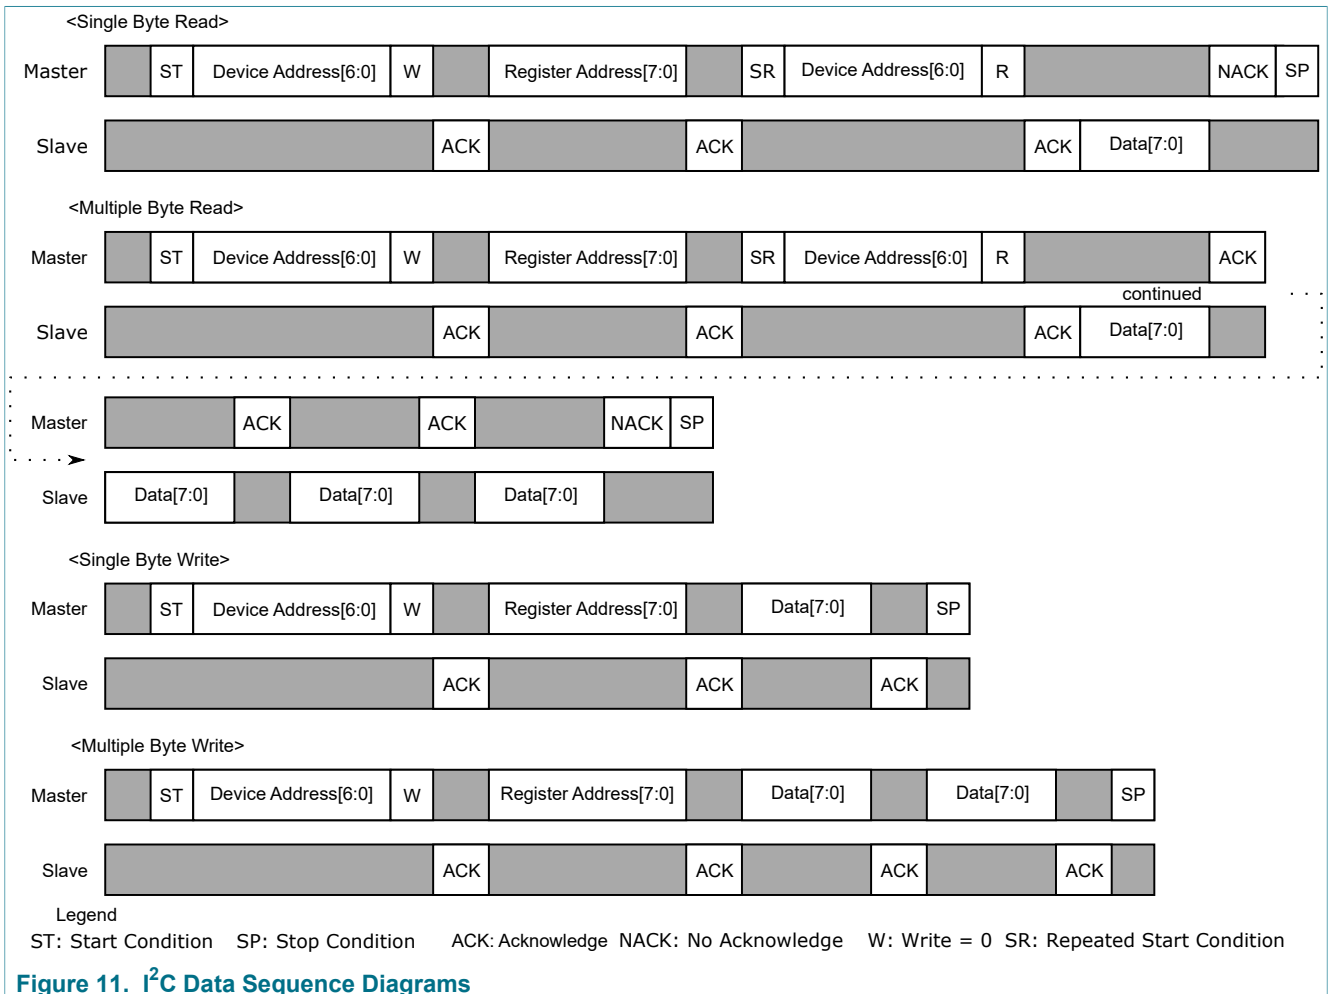 <Single Byte Read>
Master ST Device Address[6:0] W Register Address[7:0] SR Device Address[6:0] R NACK SP
Slave ACK ACK ACK Data[7:0]
<Multiple Byte Read>
Master ST Device Address[6:0] W Register Address[7:0] SR Device Address[6:0] R ACK
continued
Slave ACK ACK ACK Data[7:0]
Master ACK ACK NACK SP
Slave Data[7:0] Data[7:0] Data[7:0]
<Single Byte Write>
Master ST Device Address[6:0] W Register Address[7:0] Data[7:0] SP
Slave ACK ACK ACK
<Multiple Byte Write>
Master ST Device Address[6:0] W Register Address[7:0] Data[7:0] Data[7:0] SP
Slave ACK ACK ACK ACK
Legend
ST: Start Condition SP: Stop Condition ACK: Acknowledge NACK: No Acknowledge W: Write = 0 SR: Repeated Start Condition
Figure 11. I²C Data Sequence Diagrams